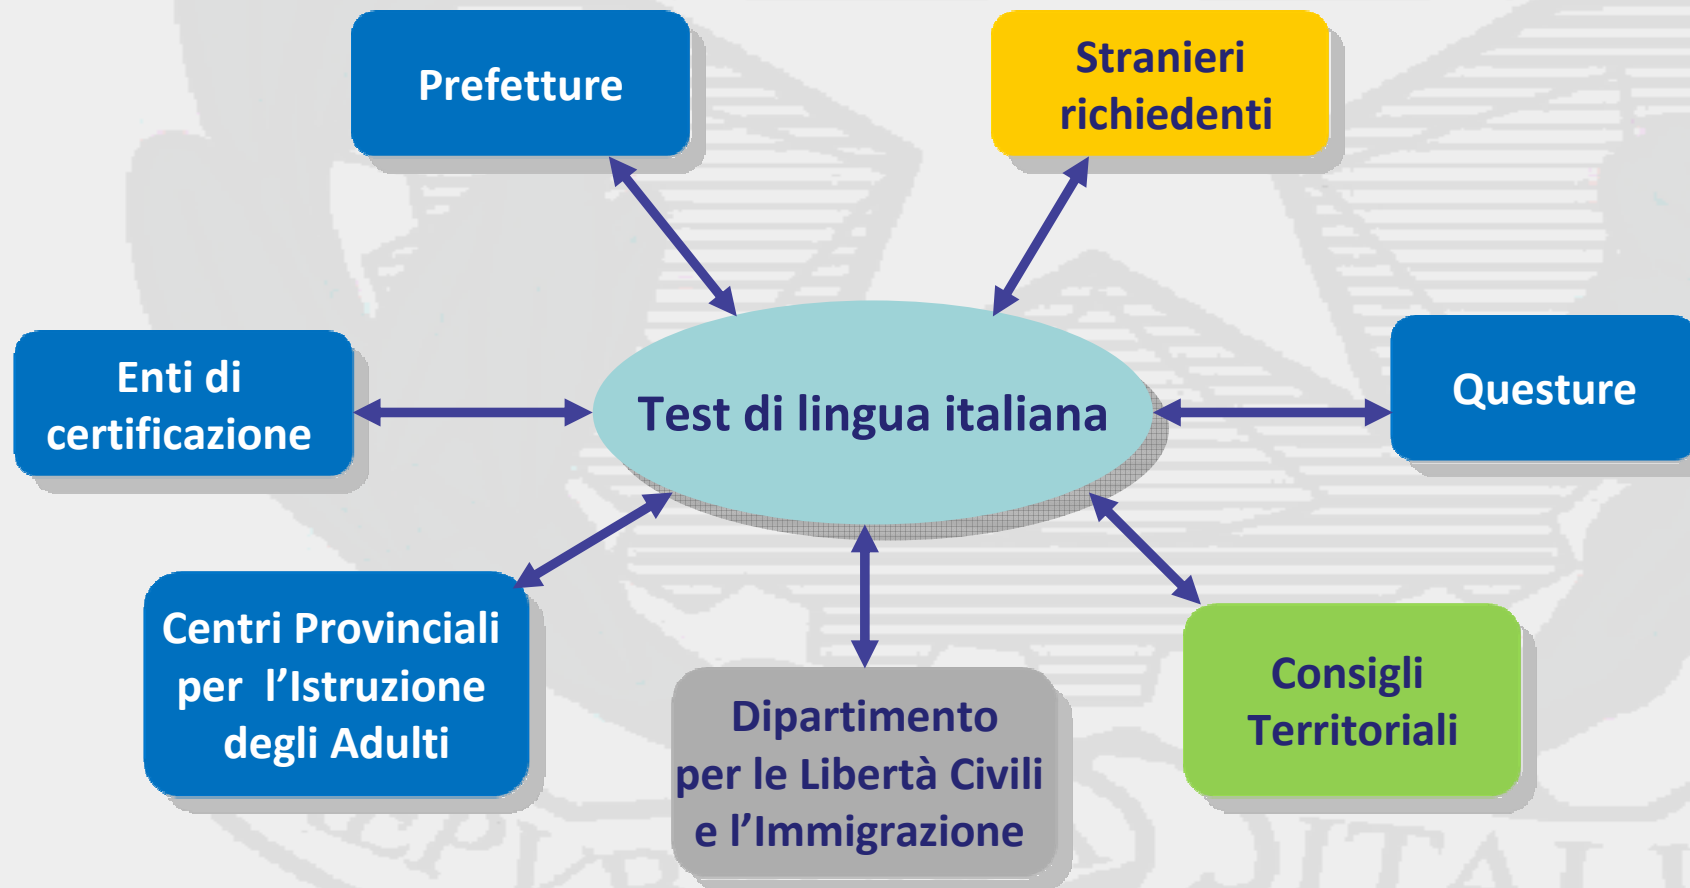 Prefetture
Stranieri
richiedenti
Enti di
certificazione
Test di lingua italiana
Questure
Centri Provinciali
per l’Istruzione
degli Adulti
Dipartimento
per le Libertà Civili
e l’Immigrazione
Consigli
Territoriali